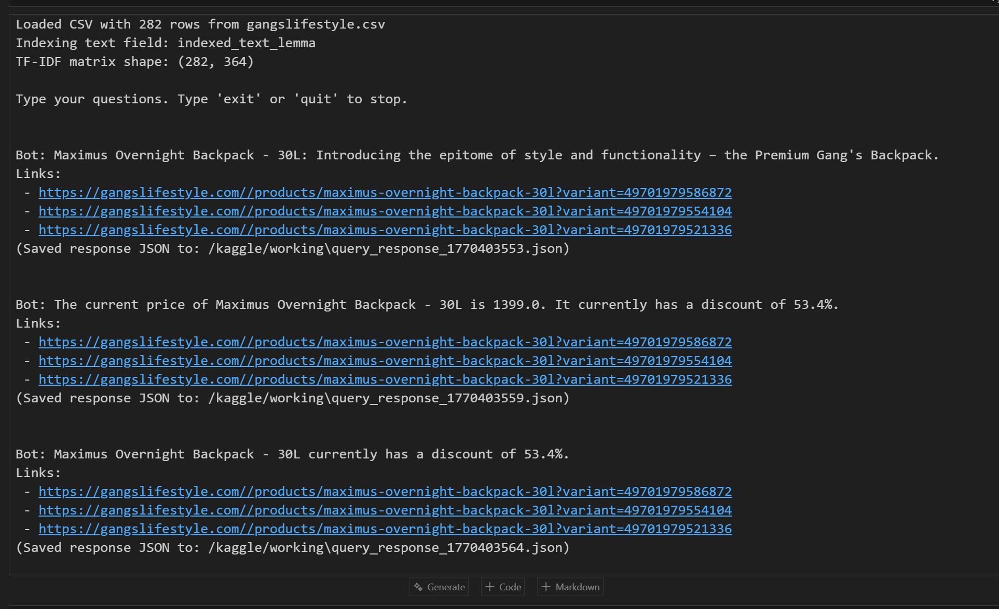 Loaded CSV with 282 rows from gangslifestyle.csv
Indexing text field: indexed_text_lemma
TF-IDF matrix shape: (282, 364)
Type your questions. Type 'exit' or 'quit' to stop.
Bot: Maximus Overnight Backpack - 30L: Introducing the epitome of style and functionality – the Premium Gang's Backpack.
Links:
- https://gangslifestyle.com//products/maximus-overnight-backpack-30l?variant=49701979586872
- https://gangslifestyle.com//products/maximus-overnight-backpack-30l?variant=49701979554104
- https://gangslifestyle.com//products/maximus-overnight-backpack-30l?variant=49701979521336
(Saved response JSON to: /kaggle/working\query_response_1770403553.json)
Bot: The current price of Maximus Overnight Backpack - 30L is 1399.0. It currently has a discount of 53.4%.
Links:
- https://gangslifestyle.com//products/maximus-overnight-backpack-30l?variant=49701979586872
- https://gangslifestyle.com//products/maximus-overnight-backpack-30l?variant=49701979554104
- https://gangslifestyle.com//products/maximus-overnight-backpack-30l?variant=49701979521336
(Saved response JSON to: /kaggle/working\query_response_1770403559.json)
Bot: Maximus Overnight Backpack - 30L currently has a discount of 53.4%.
Links:
- https://gangslifestyle.com//products/maximus-overnight-backpack-30l?variant=49701979586872
- https://gangslifestyle.com//products/maximus-overnight-backpack-30l?variant=49701979554104
- https://gangslifestyle.com//products/maximus-overnight-backpack-30l?variant=49701979521336
(Saved response JSON to: /kaggle/working\query_response_1770403564.json)
Generate + Code + Markdown